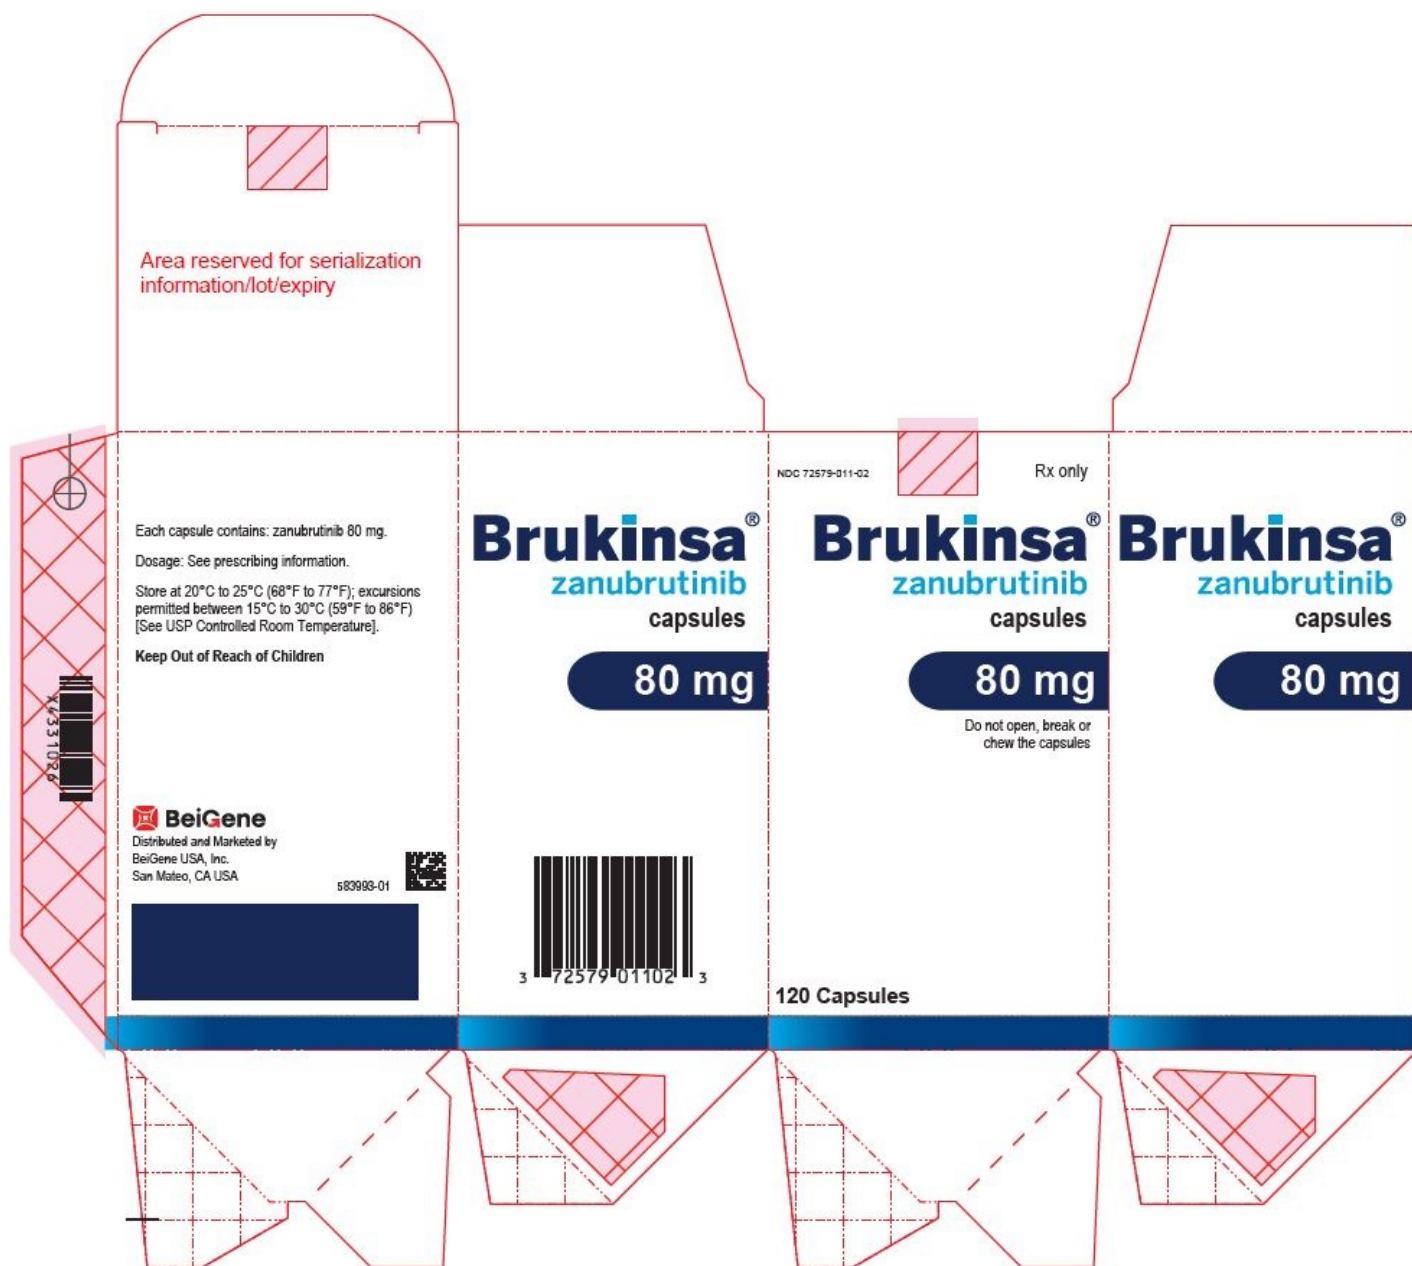 Area reserved for serialization
information/lot/expiry
Each capsule contains: zanubrutinib 80 mg.
Dosage: See prescribing information.
Store at 20°C to 25°C (68°F to 77°F); excursions
permitted between 15°C to 30°C (59°F to 86°F)
[See USP Controlled Room Temperature].
Keep Out of Reach of Children
X4331026
BeiGene
Distributed and Marketed by
BeiGene USA, Inc.
San Mateo, CA USA
583993-01
Brukinsa®
zanubrutinib
capsules
80 mg
3 72579 01102 3
NDC 72579-011-02
Rx only
Brukinsa®
zanubrutinib
capsules
80 mg
Do not open, break or
chew the capsules
120 Capsules
Brukinsa®
zanubrutinib
capsules
80 mg